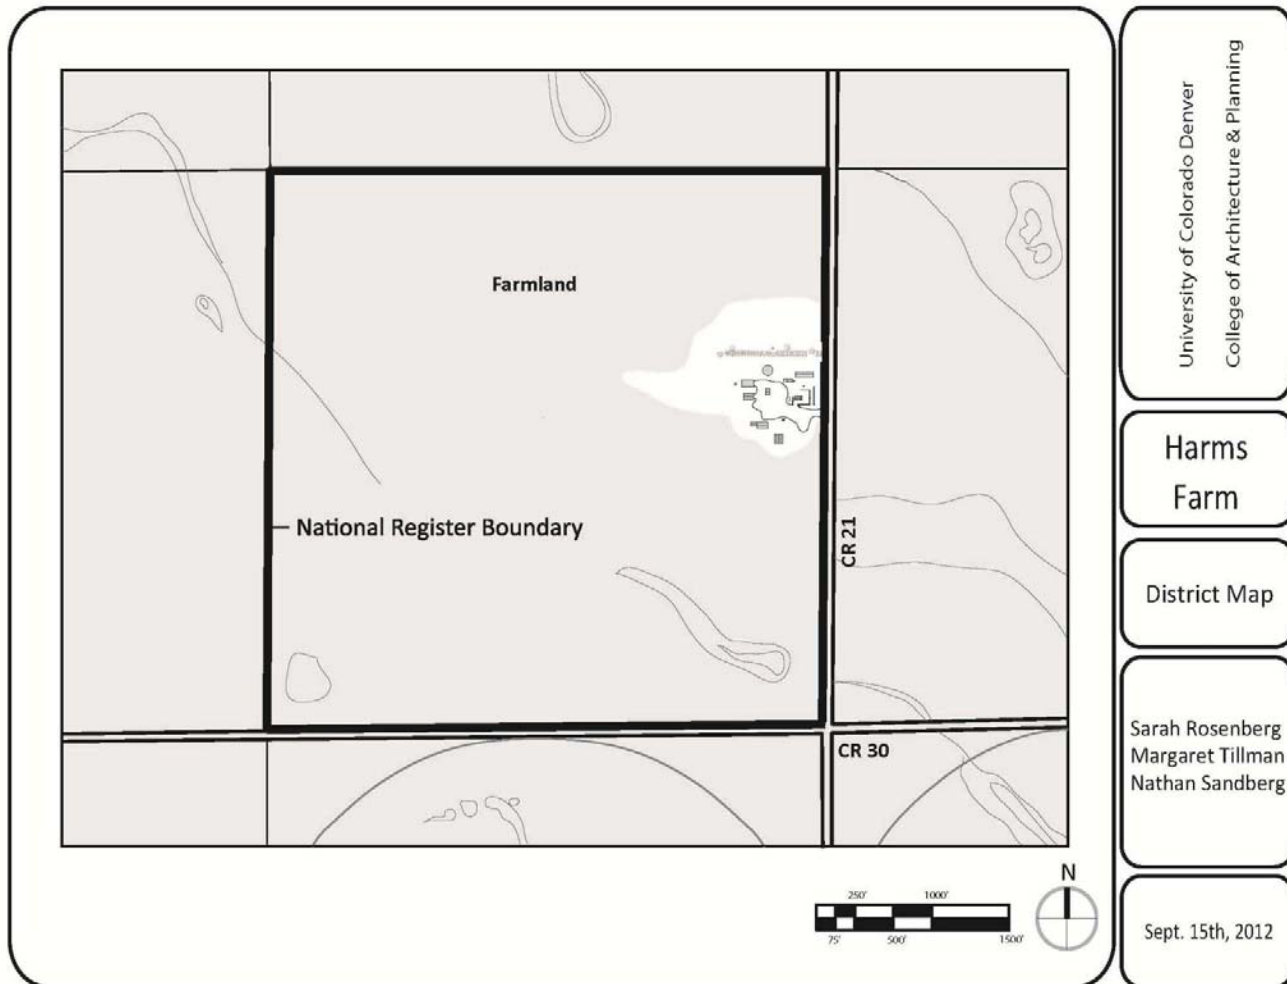 Farmland
National Register Boundary
CR 21
CR 30
250'
1000'
75'
500'
1500'
N
University of Colorado Denver
College of Architecture & Planning
Harms
Farm
District Map
Sarah Rosenberg
Margaret Tillman
Nathan Sandberg
Sept. 15th, 2012